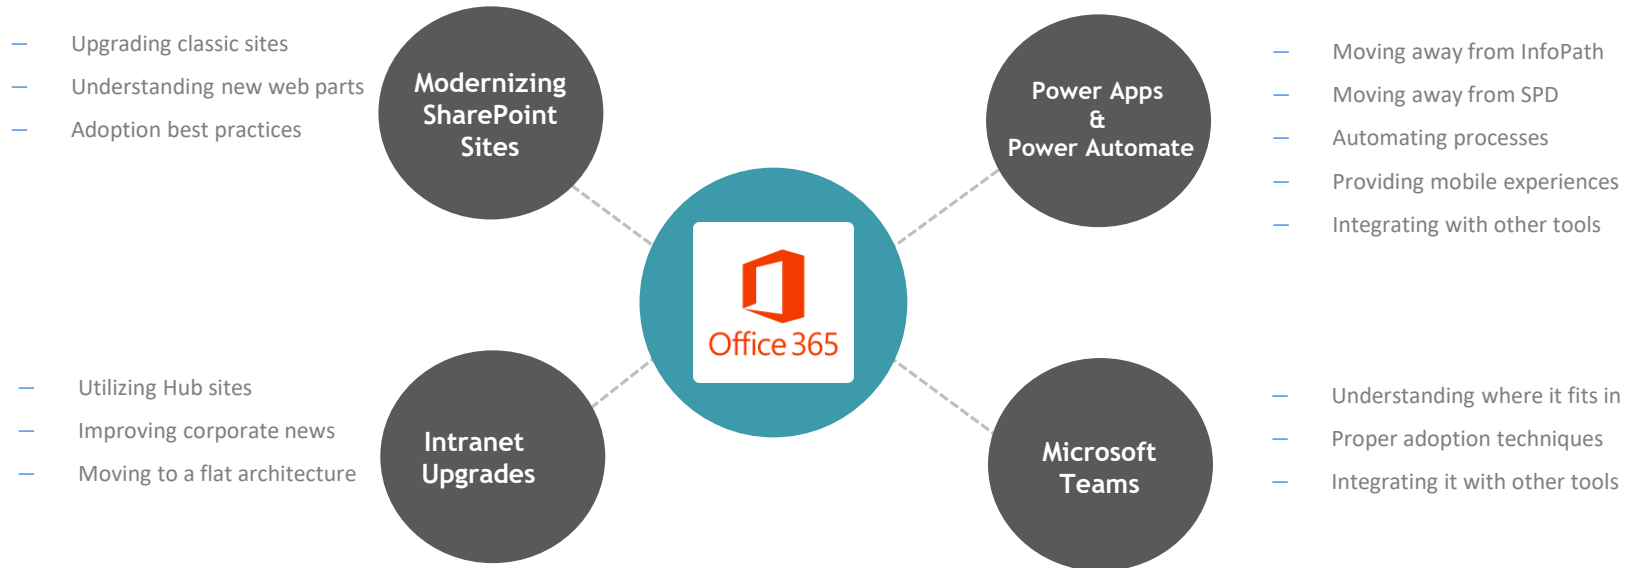 Upgrading classic sites
Understanding new web parts
Adoption best practices
Modernizing
SharePoint
Sites
Power Apps
&
Power Automate
Moving away from InfoPath
Moving away from SPD
Automating processes
Providing mobile experiences
Integrating with other tools
Office 365
Utilizing Hub sites
Improving corporate news
Moving to a flat architecture
Intranet
Upgrades
Microsoft
Teams
Understanding where it fits in
Proper adoption techniques
Integrating it with other tools